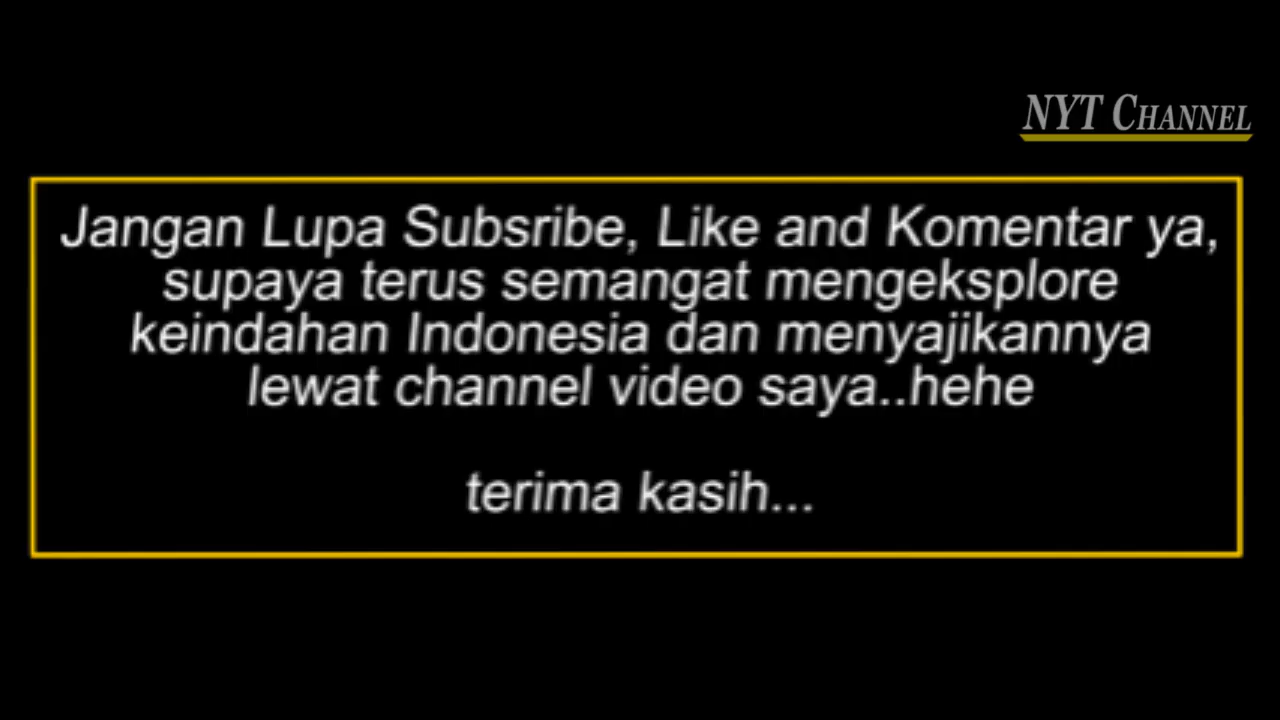 NYT CHANNEL
Jangan Lupa Subsribe, Like and Komentar ya,
supaya terus semangat mengeksplore
keindahan Indonesia dan menyajikannya
lewat channel video saya..hehe
terima kasih...